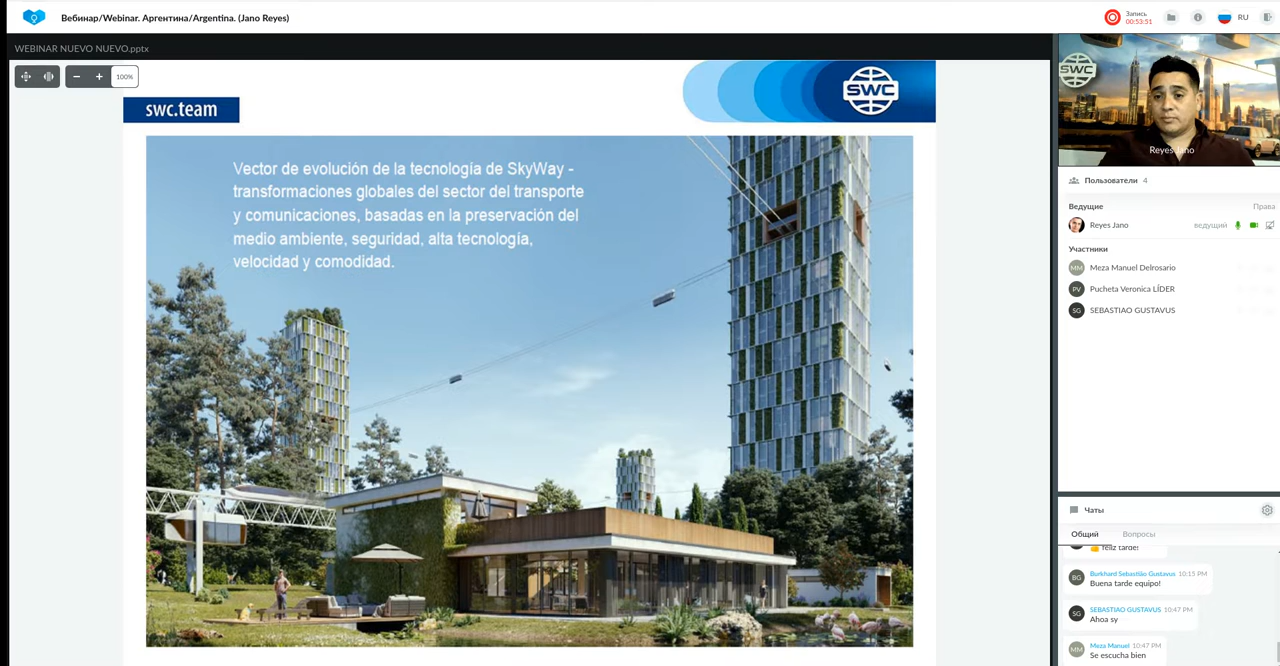 Вебинар/Webinar. Аргентина/Argentina. (Jano Reyes)
Запись
00:53:51
RU
WEBINAR NUEVO NUEVO.pptx
100%
swc.team
SWC
Vector de evolución de la tecnología de SkyWay -
transformaciones globales del sector del transporte
y comunicaciones, basadas en la preservación del
medio ambiente, seguridad, alta tecnología,
velocidad y comodidad.
SWC
Reyes Jano
Пользователи 4
Ведущие Права
Reyes Jano ведущий
Участники
MM Meza Manuel Delrosario
PV Pucheta Veronica LÍDER
SG SEBASTIAO GUSTAVUS
Чаты
Общий Вопросы
👍 feliz tarde!
BG Burkhard Sebastião Gustavus 10:15 PM
Buena tarde equipo!
SG SEBASTIAO GUSTAVUS 10:47 PM
Ahoa sy
MM Meza Manuel 10:47 PM
Se escucha bien